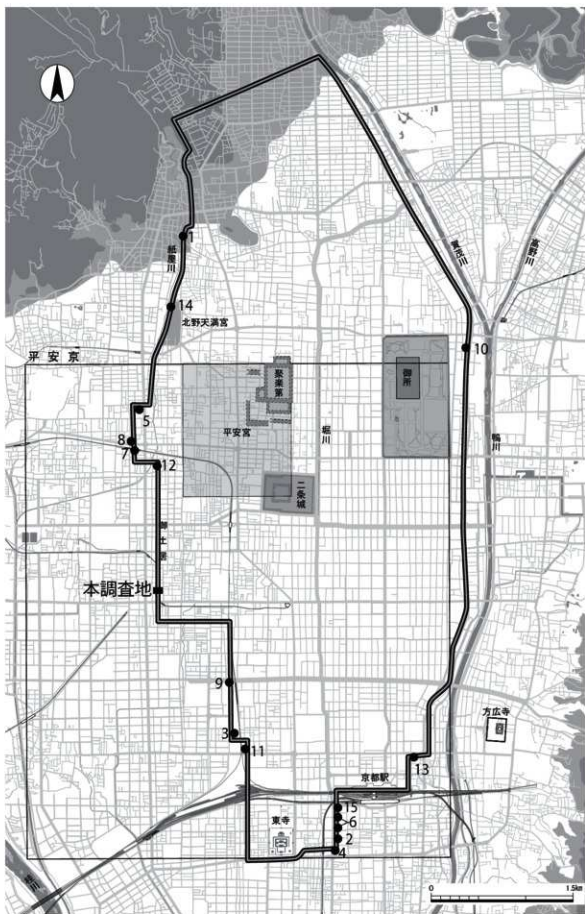 1
紙屋川
14
北野天満宮
賀茂川
高野川
平安京
聚楽第
御所
10
5
平安宮
堀川
鴨川
8
7
12
二条城
御土居
本調査地
9
3
11
方広寺
13
京都駅
15
東寺
6
2
4
桂川
0
1.5km